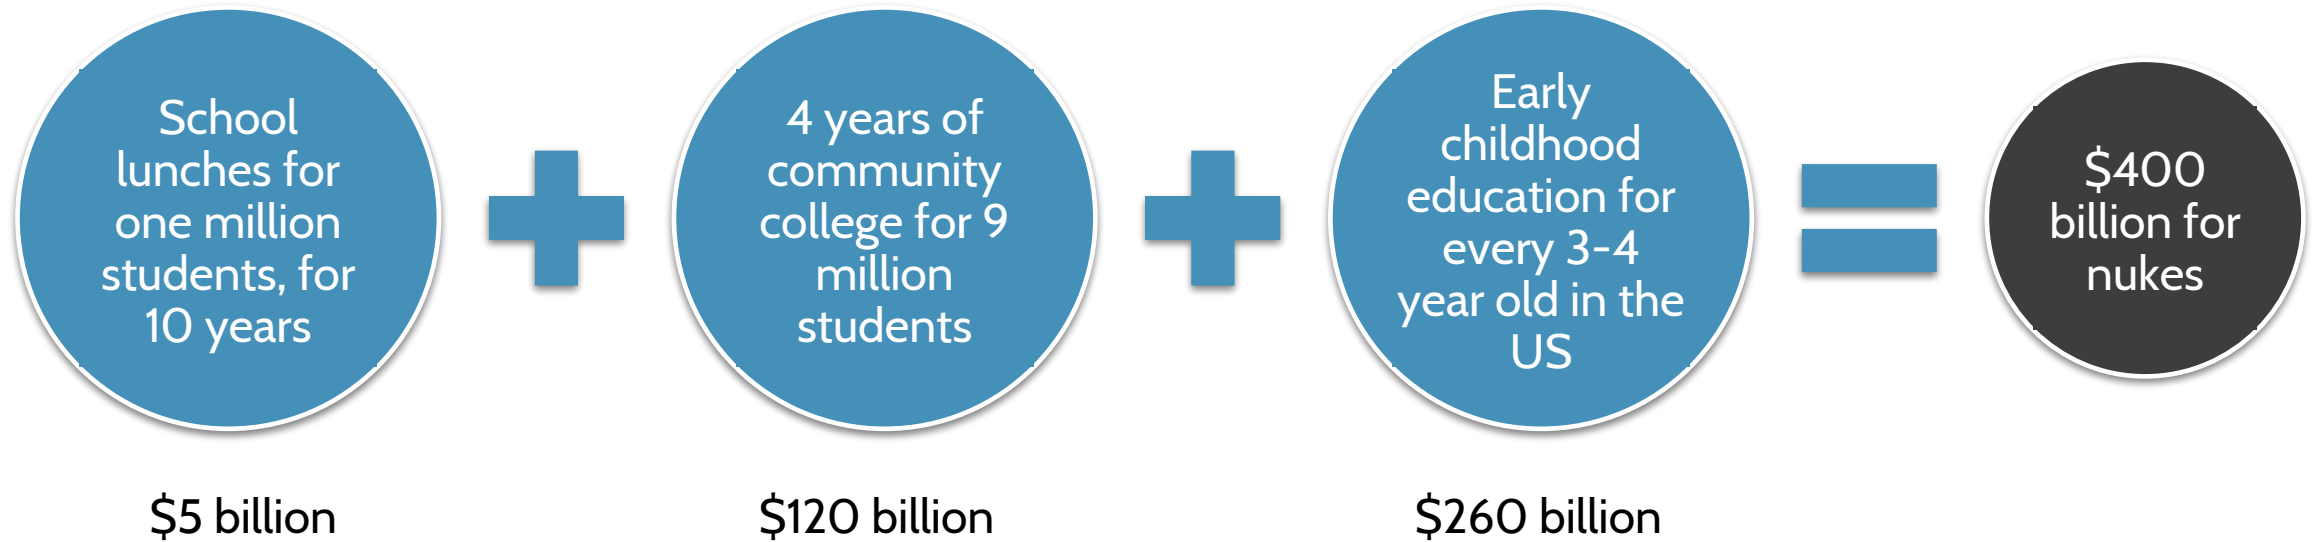 School
lunches for
one million
students, for
10 years
4 years of
community
college for 9
million
students
Early
childhood
education for
every 3-4
year old in the
US
$400
billion for
nukes
$5 billion
$120 billion
$260 billion